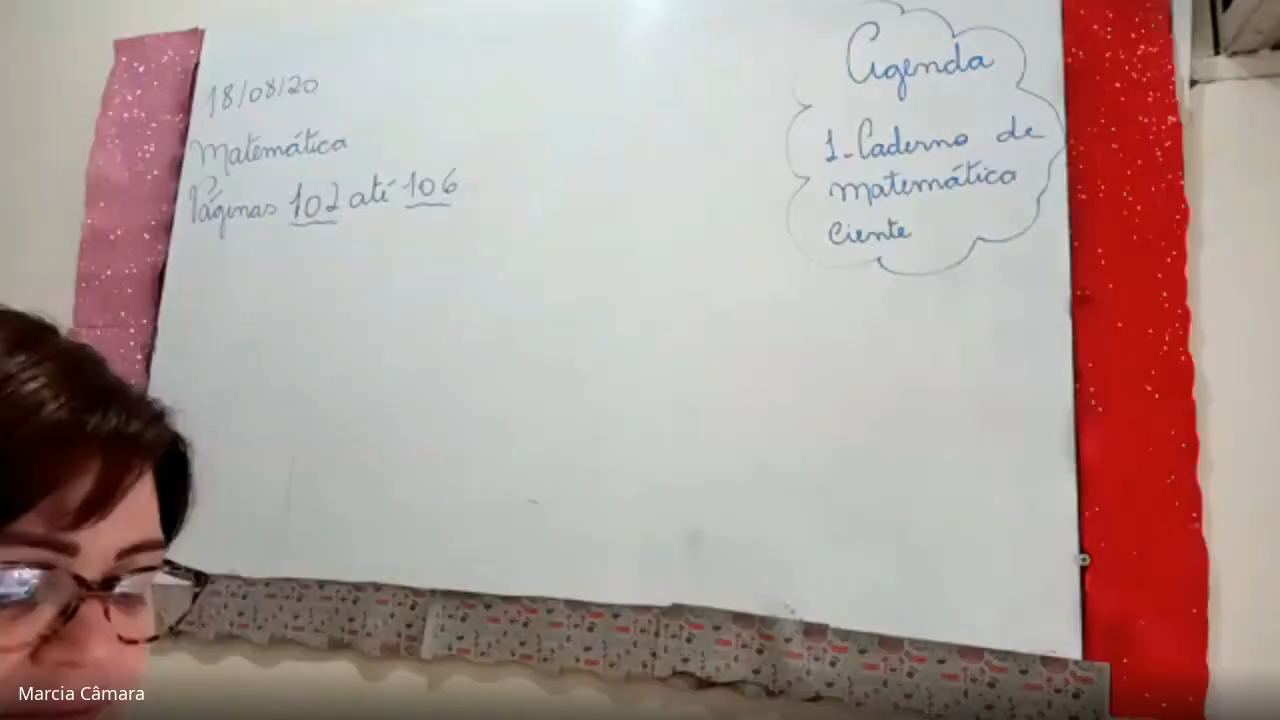 18/08/20
Matemática
Páginas 102 até 106
Agenda
1-Caderno de
matemática
Ciente
Marcia Câmara